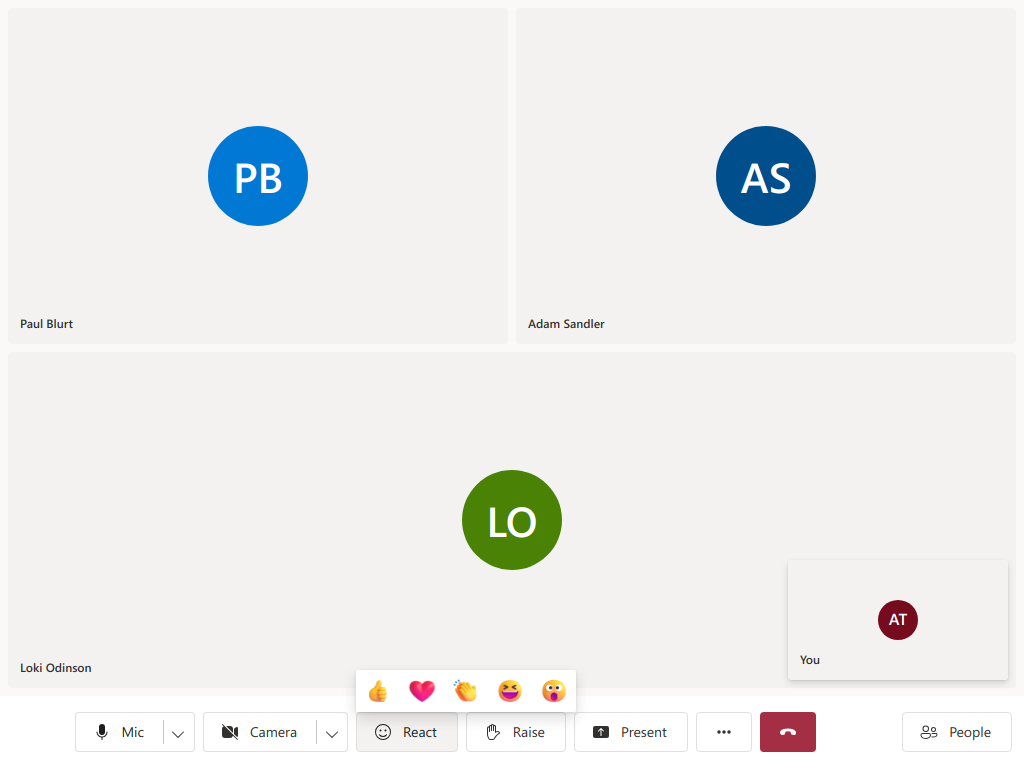 PB
AS
Paul Blurt
Adam Sandler
LO
AT
You
Loki Odinson
Mic
Camera
React
Raise
Present
People